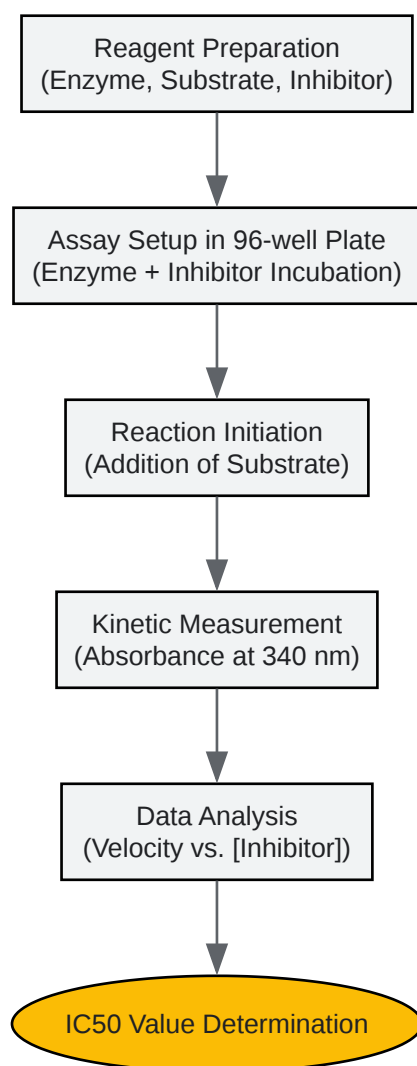 Reagent Preparation
(Enzyme, Substrate, Inhibitor)
Assay Setup in 96-well Plate
(Enzyme + Inhibitor Incubation)
Reaction Initiation
(Addition of Substrate)
Kinetic Measurement
(Absorbance at 340 nm)
Data Analysis
(Velocity vs. [Inhibitor])
IC50 Value Determination